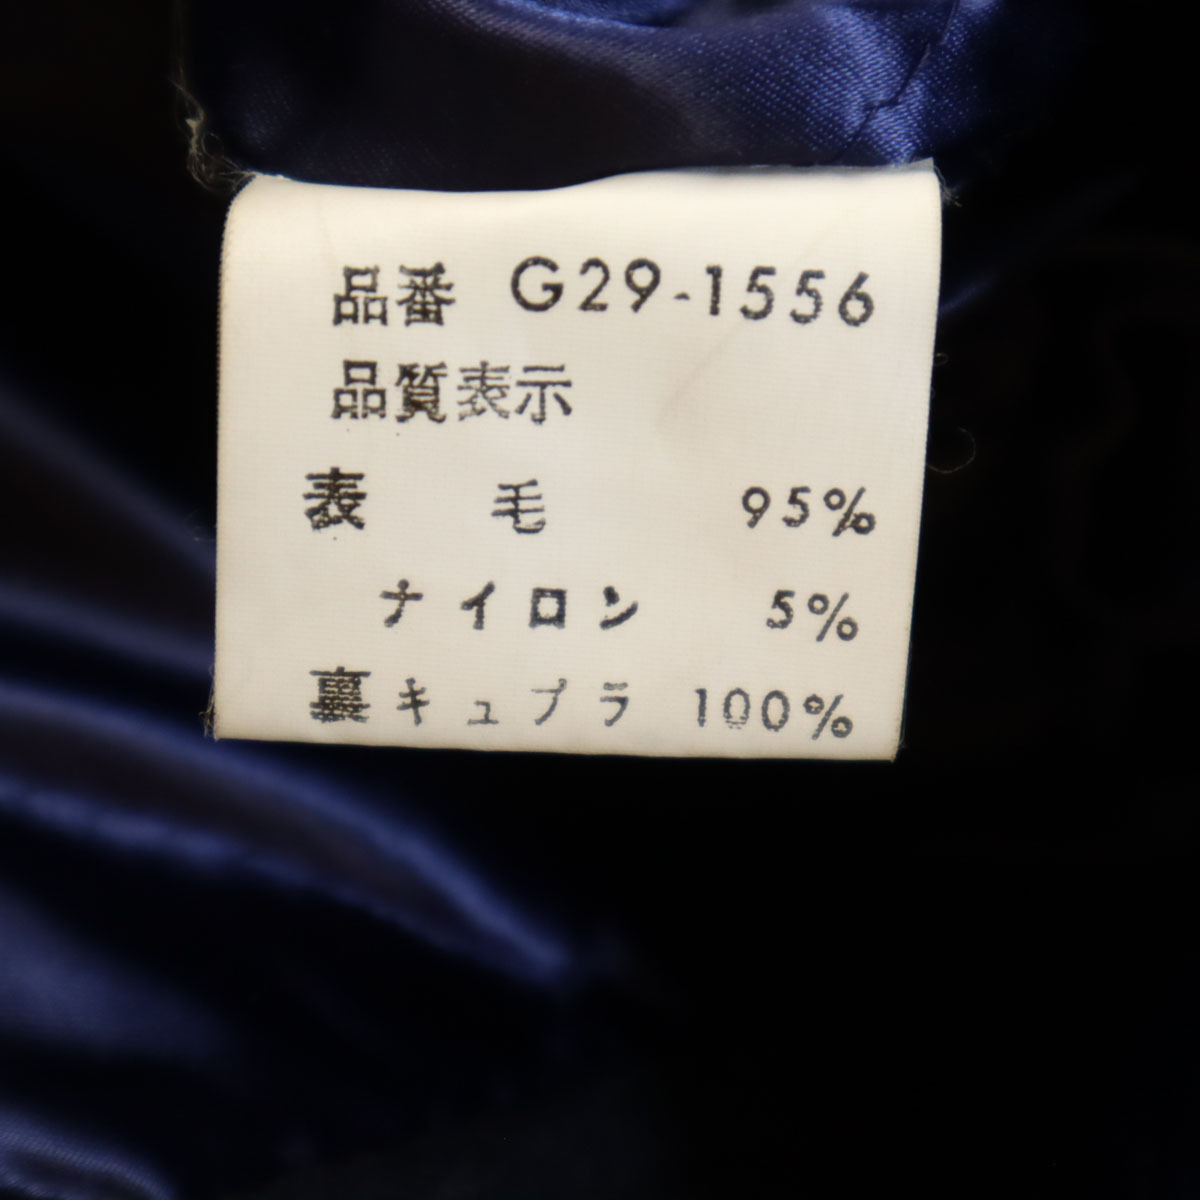 品番 G29-1556
品質表示
表 毛 95%
ナイロン 5%
裏 キュプラ 100%